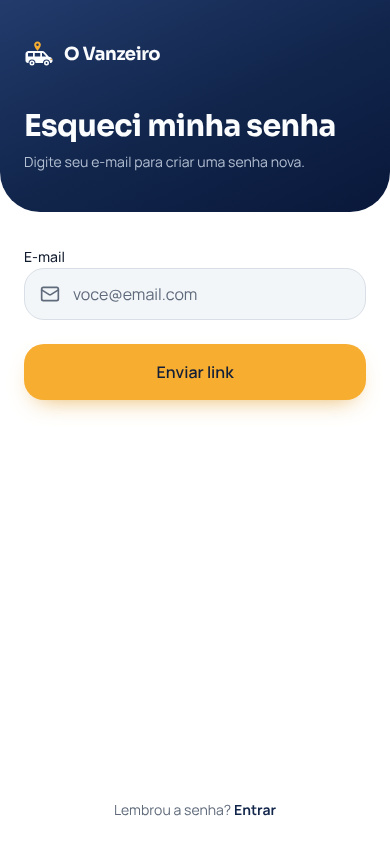 O Vanzeiro
Esqueci minha senha
Digite seu e-mail para criar uma senha nova.
E-mail
voce@email.com
Enviar link
Lembrou a senha? Entrar